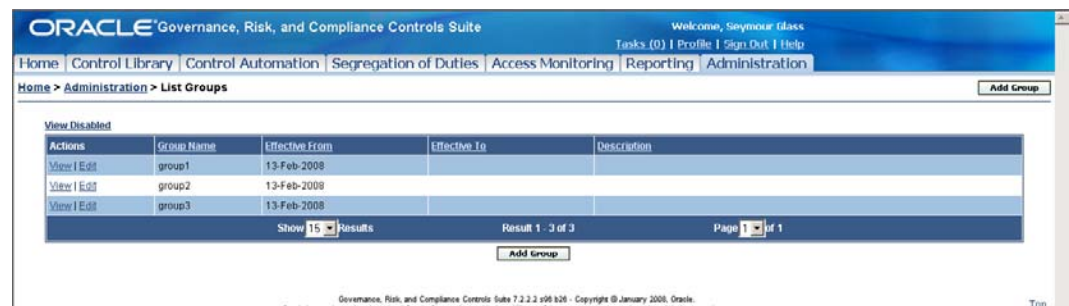 ORACLE Governance, Risk, and Compliance Controls Suite
Welcome, Seymour Glass
Tasks (0) | Profile | Sign Out | Help
Home | Control Library | Control Automation | Segregation of Duties | Access Monitoring | Reporting | Administration
Home > Administration > List Groups
Add Group
View Disabled
Actions Group Name Effective From Effective To Description
View | Edit group1 13-Feb-2008
View | Edit group2 13-Feb-2008
View | Edit group3 13-Feb-2008
Show 15 Results Result 1 - 3 of 3 Page 1 of 1
Add Group
Governance, Risk, and Compliance Controls Suite 7.2.2.2 s98 b26 - Copyright © January 2008, Oracle.
Top